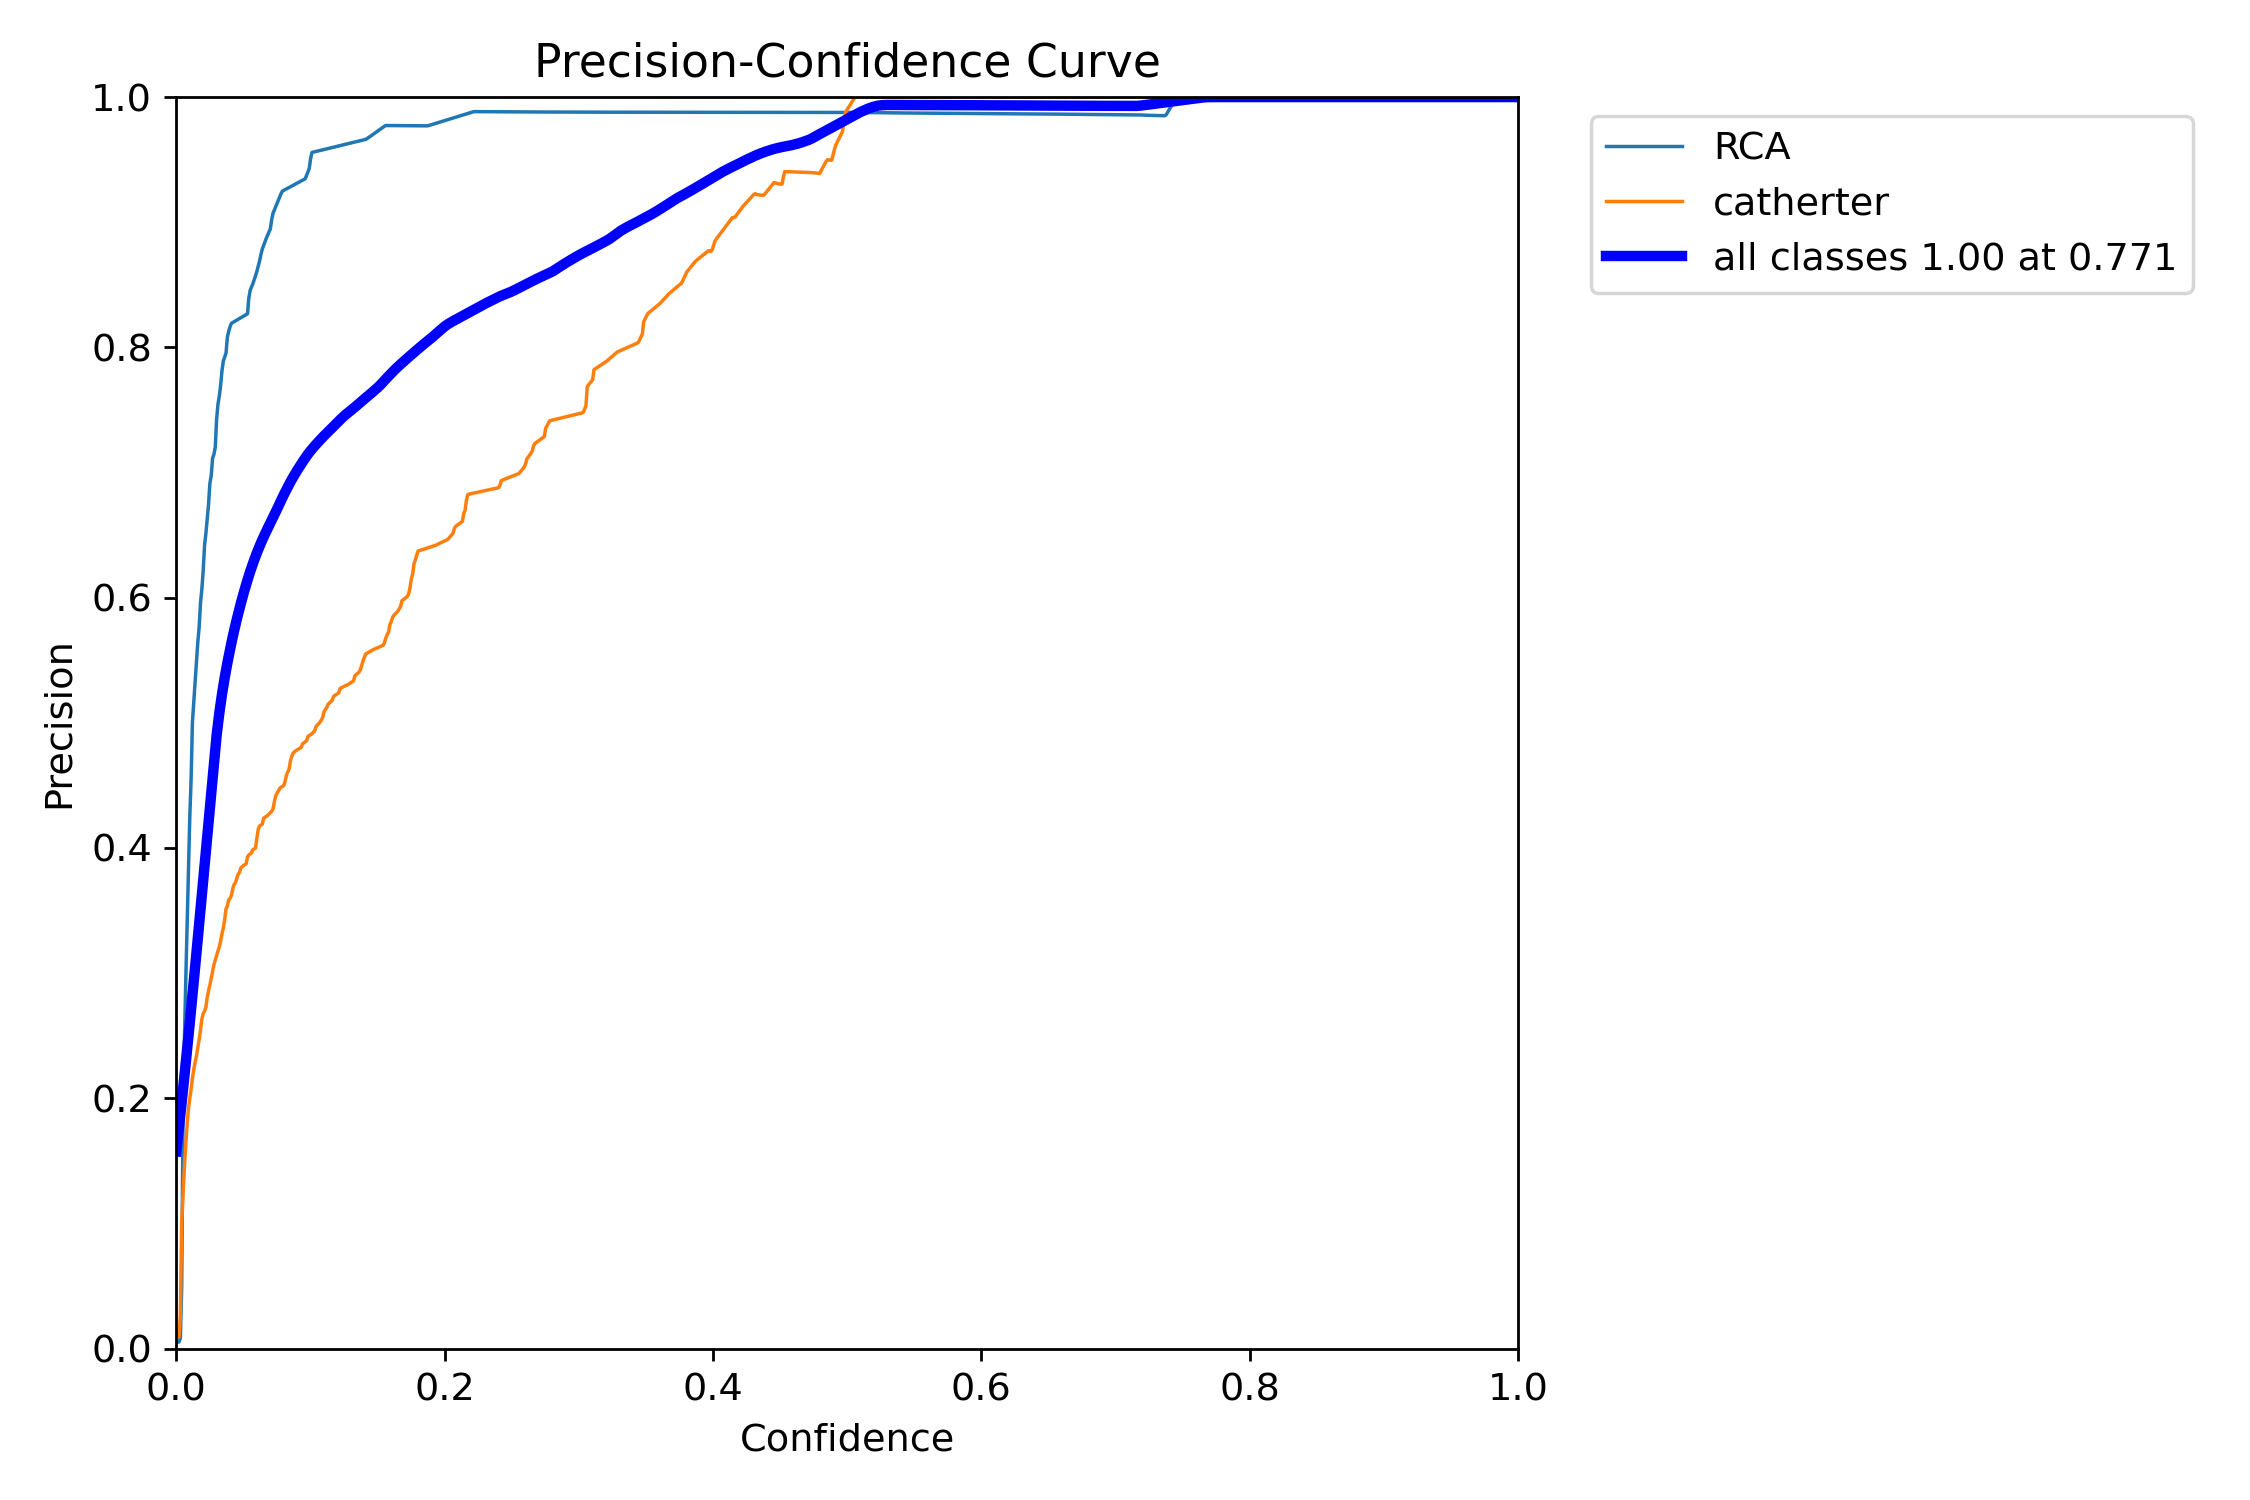 Precision-Confidence Curve
1.0
0.8
0.6
0.4
0.2
0.0
Precision
0.0 0.2 0.4 0.6 0.8 1.0
Confidence
RCA
catherter
all classes 1.00 at 0.771